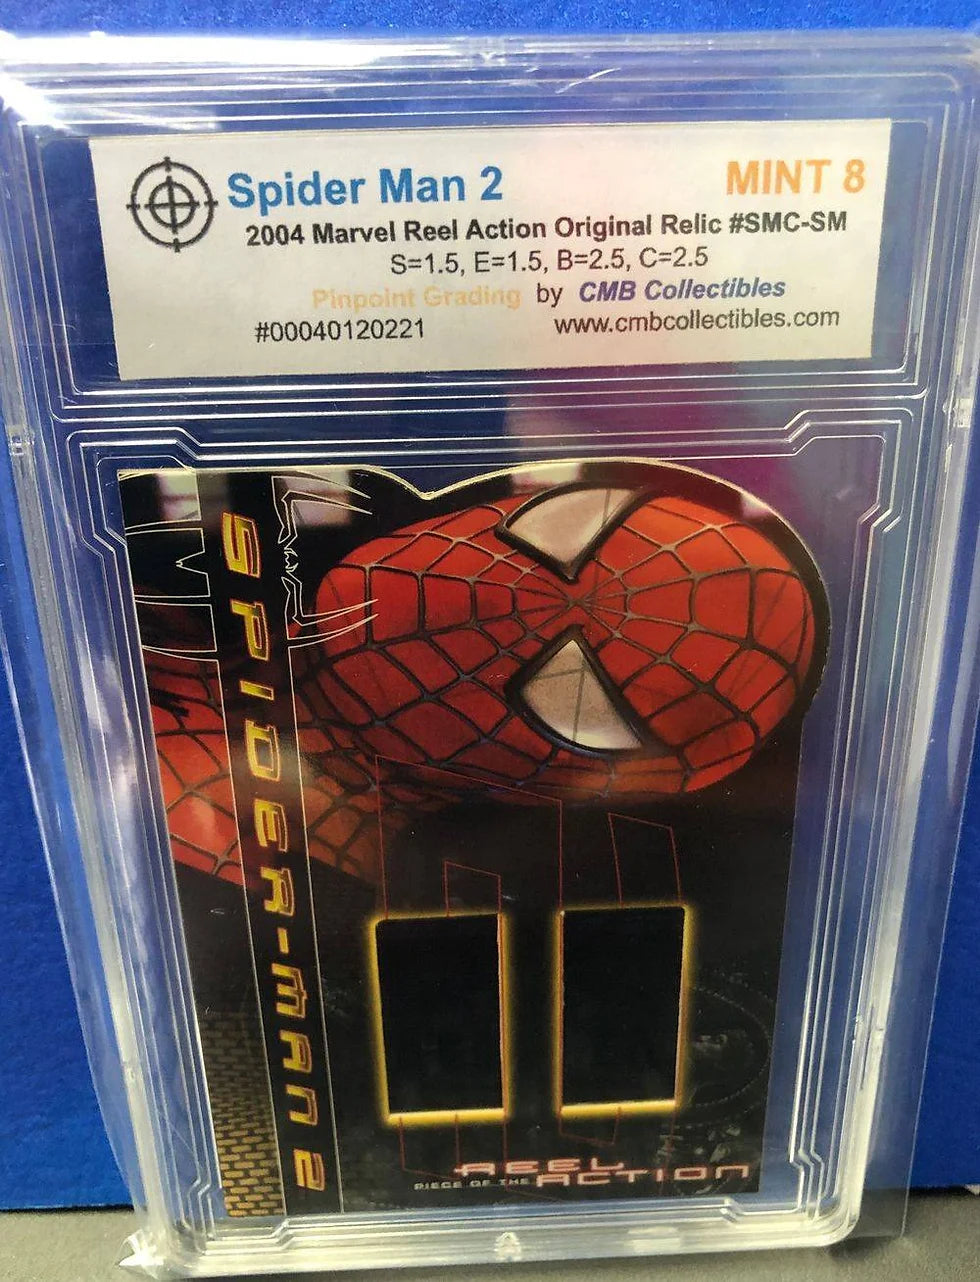 Spider Man 2 MINT 8
2004 Marvel Reel Action Original Relic #SMC-SM
S=1.5, E=1.5, B=2.5, C=2.5
Pinpoint Grading by CMB Collectibles
#00040120221 www.cmbcollectibles.com
SPIDER-MAN 2
REEL
PIECE OF THE ACTION